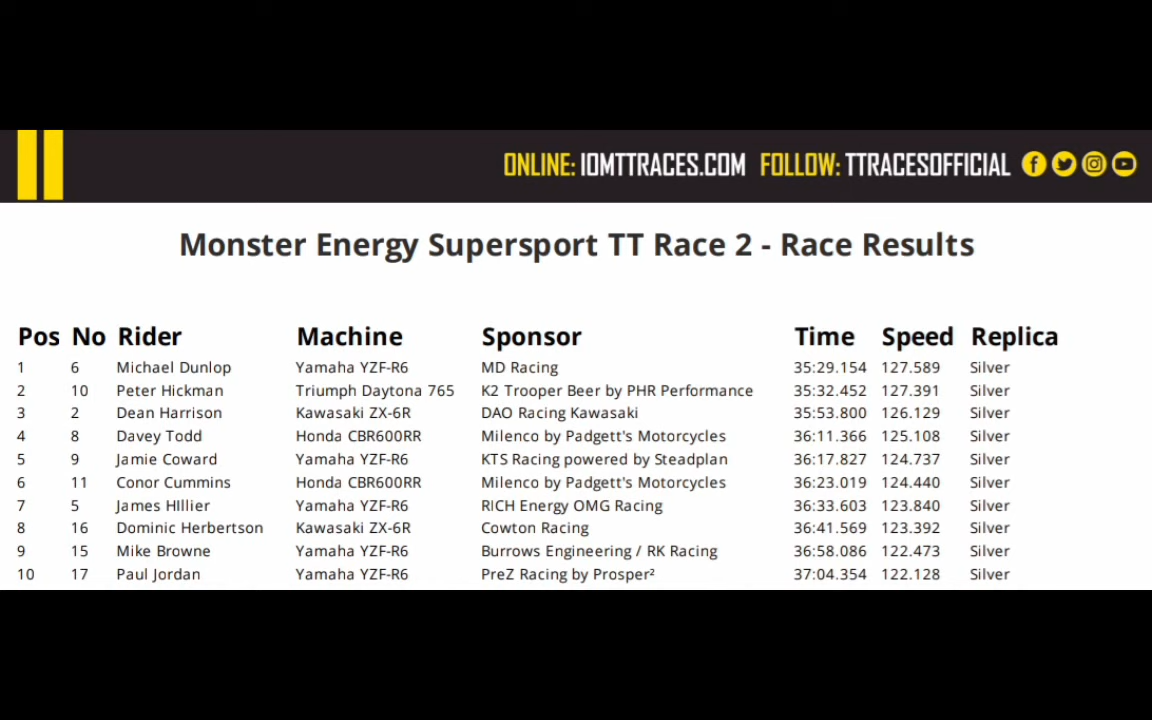 ONLINE: IOMTTRACES.COM FOLLOW: TTRACESOFFICIAL
Monster Energy Supersport TT Race 2 - Race Results
Pos No Rider Machine Sponsor Time Speed Replica
1 6 Michael Dunlop Yamaha YZF-R6 MD Racing 35:29.154 127.589 Silver
2 10 Peter Hickman Triumph Daytona 765 K2 Trooper Beer by PHR Performance 35:32.452 127.391 Silver
3 2 Dean Harrison Kawasaki ZX-6R DAO Racing Kawasaki 35:53.800 126.129 Silver
4 8 Davey Todd Honda CBR600RR Milenco by Padgett's Motorcycles 36:11.366 125.108 Silver
5 9 Jamie Coward Yamaha YZF-R6 KTS Racing powered by Steadplan 36:17.827 124.737 Silver
6 11 Conor Cummins Honda CBR600RR Milenco by Padgett's Motorcycles 36:23.019 124.440 Silver
7 5 James HIllier Yamaha YZF-R6 RICH Energy OMG Racing 36:33.603 123.840 Silver
8 16 Dominic Herbertson Kawasaki ZX-6R Cowton Racing 36:41.569 123.392 Silver
9 15 Mike Browne Yamaha YZF-R6 Burrows Engineering / RK Racing 36:58.086 122.473 Silver
10 17 Paul Jordan Yamaha YZF-R6 PreZ Racing by Prosper² 37:04.354 122.128 Silver